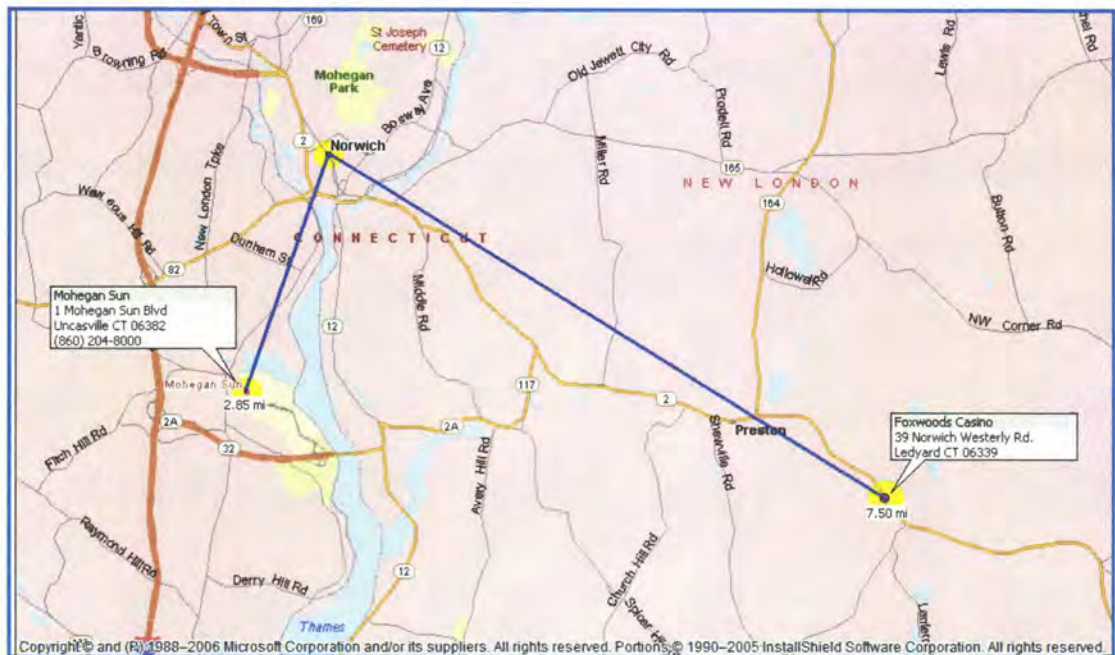 169
Yantic
Town St
Browning Rd
St Joseph
Cemetery
12
Mohegan
Park
Bosway Ave
2
Norwich
New London Tpke
Old Jewett City Rd
Prodell Rd
Miller Rd
165
NEW LONDON
164
Lewis Rd
Bulton Rd
Hollowell Rd
NW Corner Rd
CONNECTICUT
Dunham St
82
Middle Rd
12
Mohegan Sun
1 Mohegan Sun Blvd
Uncasville CT 06382
(860) 204-8000
Mohegan Sun
2.85 mi
2A
32
Fitch Hill Rd
Raymond Hill Rd
Derry Hill Rd
12
Thames
117
2A
2
Avery Hill Rd
Preston
Shewville Rd
Church Hill Rd
Foxwoods Casino
39 Norwich Westerly Rd.
Ledyard CT 06339
7.50 mi
Copyright © and (P) 1988–2006 Microsoft Corporation and/or its suppliers. All rights reserved. Portions © 1990–2005 InstallShield Software Corporation. All rights reserved.